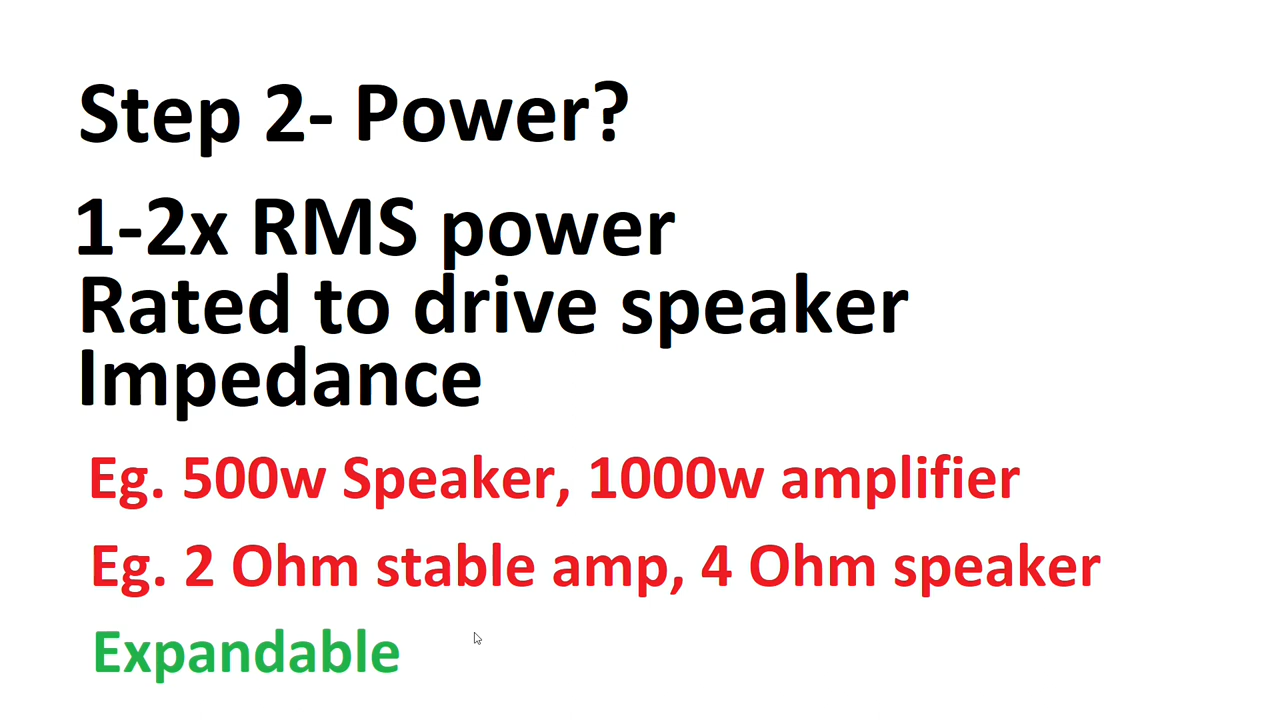 Step 2- Power?
1-2x RMS power
Rated to drive speaker
Impedance
Eg. 500w Speaker, 1000w amplifier
Eg. 2 Ohm stable amp, 4 Ohm speaker
Expandable